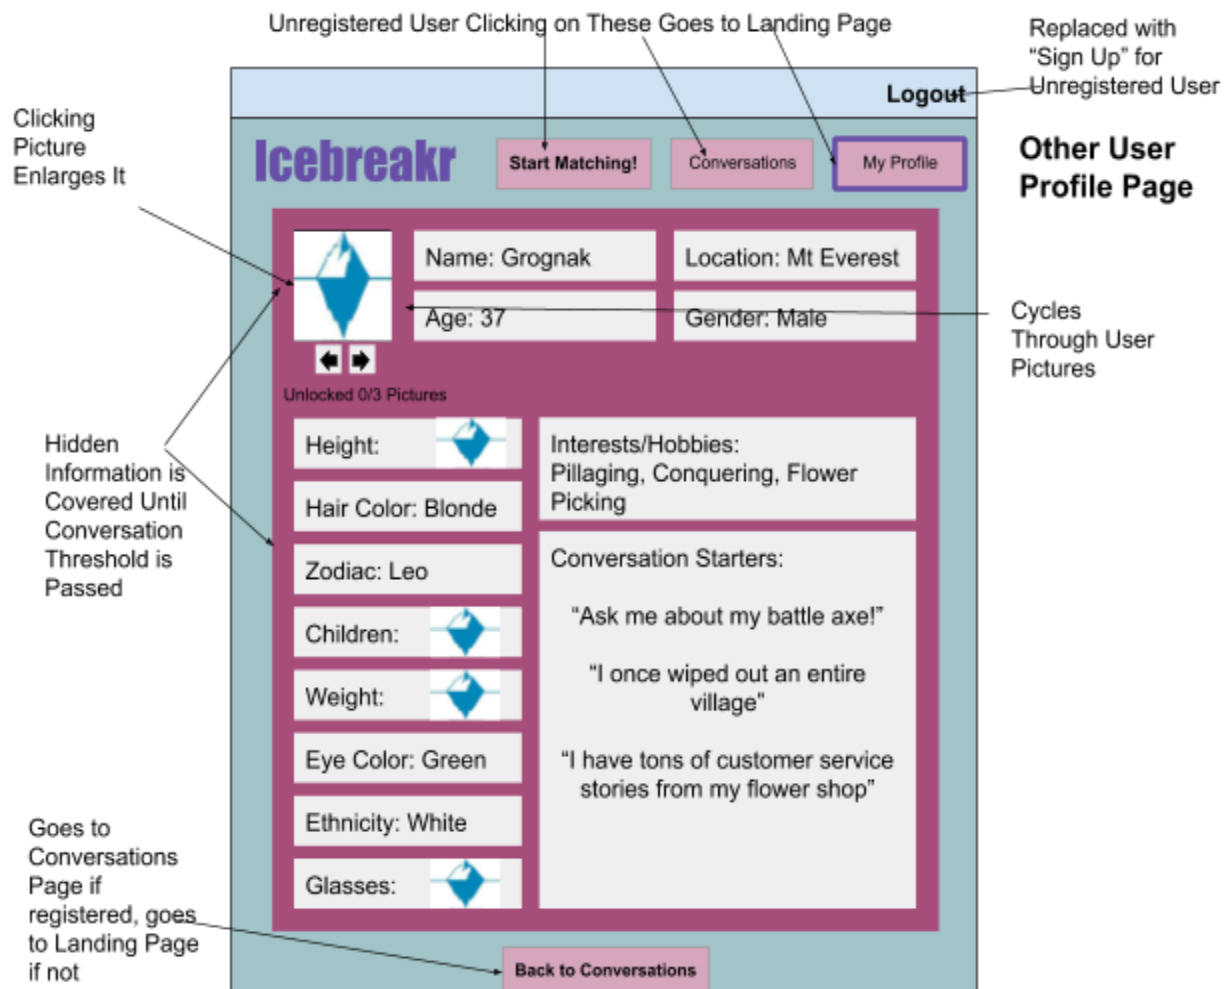 Unregistered User Clicking on These Goes to Landing Page
Replaced with
“Sign Up” for
Unregistered User
Logout
Clicking
Picture
Enlarges It
Icebreakr
Start Matching!
Conversations
My Profile
Other User
Profile Page
Name: Grognak
Location: Mt Everest
Age: 37
Gender: Male
Cycles
Through User
Pictures
Unlocked 0/3 Pictures
Hidden
Information is
Covered Until
Conversation
Threshold is
Passed
Height:
Hair Color: Blonde
Zodiac: Leo
Children:
Weight:
Eye Color: Green
Ethnicity: White
Glasses:
Interests/Hobbies:
Pillaging, Conquering, Flower
Picking
Conversation Starters:
“Ask me about my battle axe!”
“I once wiped out an entire
village”
“I have tons of customer service
stories from my flower shop”
Goes to
Conversations
Page if
registered, goes
to Landing Page
if not
Back to Conversations